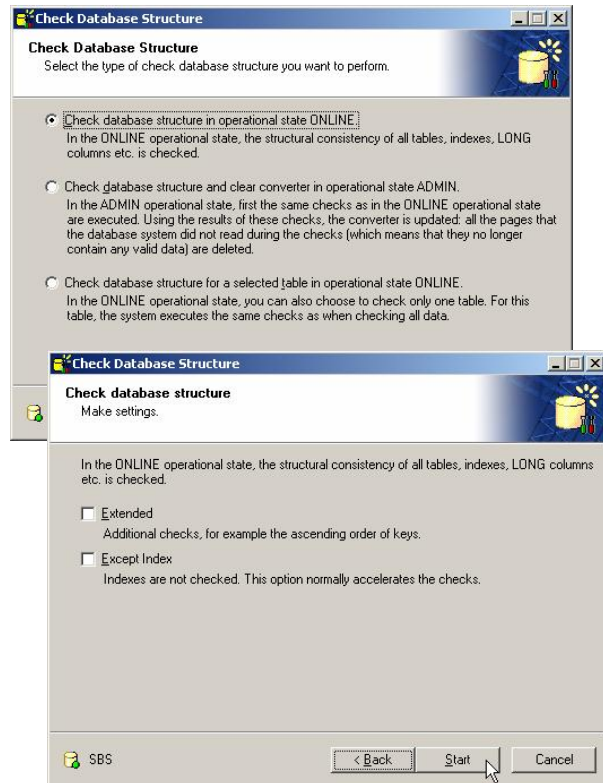 Check Database Structure
Check Database Structure
Select the type of check database structure you want to perform.
Check database structure in operational state ONLINE.
In the ONLINE operational state, the structural consistency of all tables, indexes, LONG
columns etc. is checked.
Check database structure and clear converter in operational state ADMIN.
In the ADMIN operational state, first the same checks as in the ONLINE operational state
are executed. Using the results of these checks, the converter is updated: all the pages that
the database system did not read during the checks (which means that they no longer
contain any valid data) are deleted.
Check database structure for a selected table in operational state ONLINE.
In the ONLINE operational state, you can also choose to check only one table. For this
table, the system executes the same checks as when checking all data.
Check Database Structure
Check database structure
Make settings.
In the ONLINE operational state, the structural consistency of all tables, indexes, LONG columns
etc. is checked.
Extended
Additional checks, for example the ascending order of keys.
Except Index
Indexes are not checked. This option normally accelerates the checks.
SBS
< Back
Start
Cancel